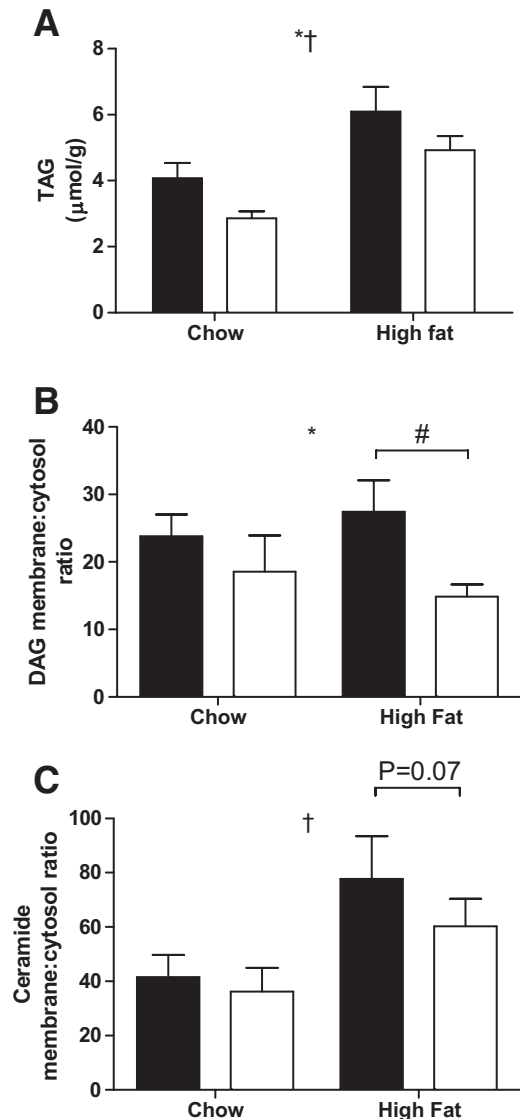 A
*†
TAG
(μmol/g)
8
6
4
2
0
Chow
High fat
B
*
#
DAG membrane:cytosol
ratio
40
30
20
10
0
Chow
High Fat
C
P=0.07
†
Ceramide
membrane:cytosol ratio
100
80
60
40
20
0
Chow
High Fat